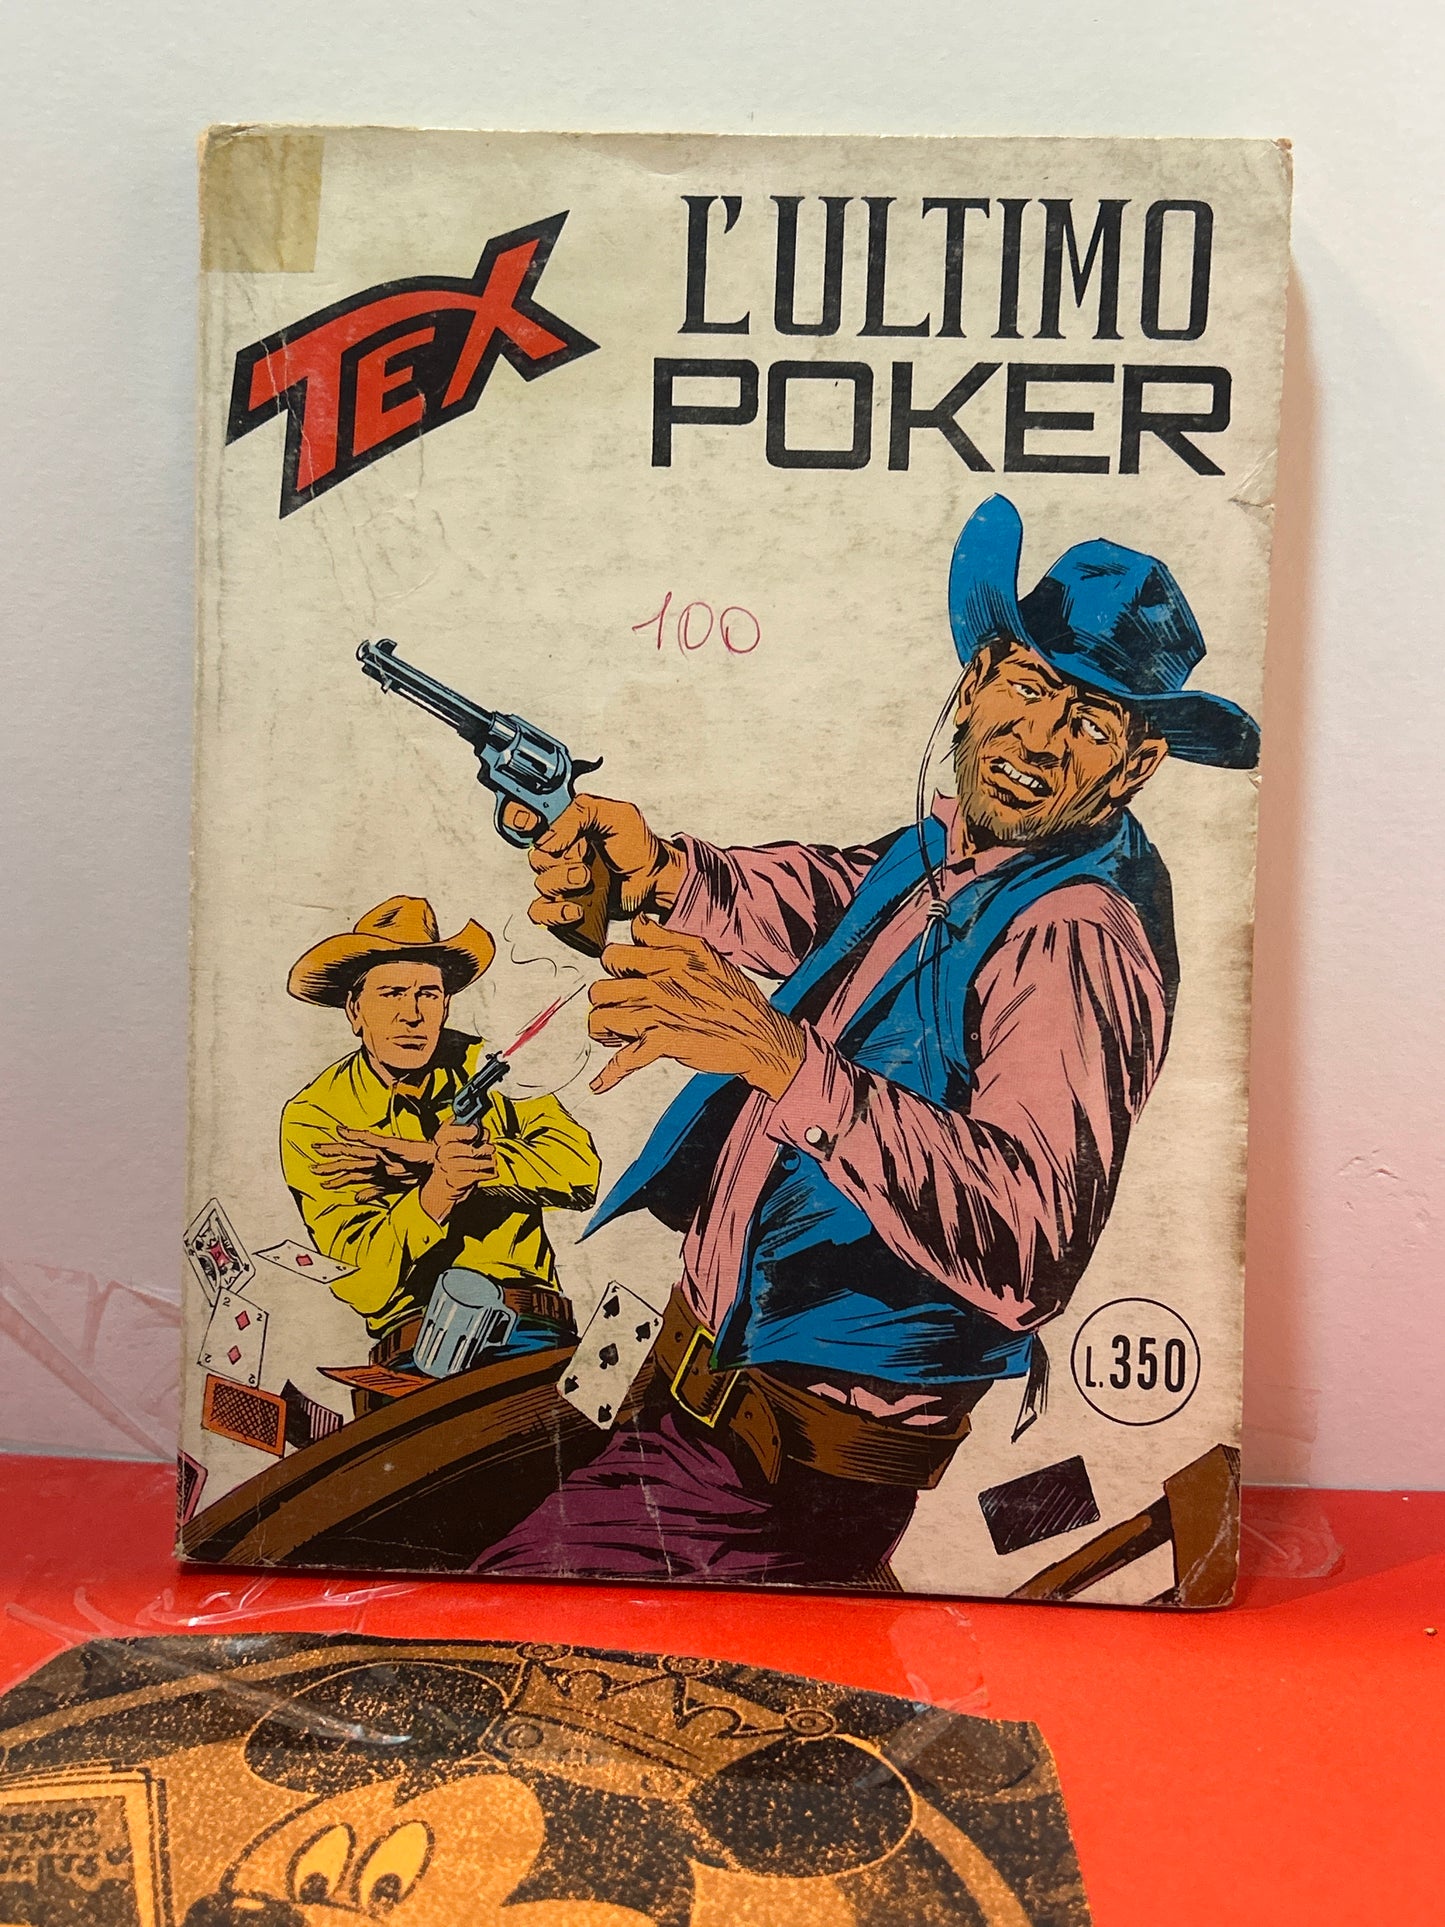 TEX
L'ULTIMO
POKER
100
L.350